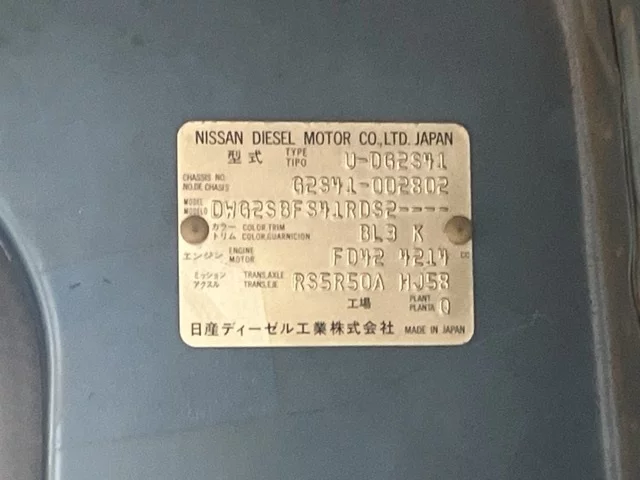 NISSAN DIESEL MOTOR CO.,LTD. JAPAN
型式 TYPE TIPO U-DG2S41
CHASSIS NO. NO.DE CHASIS G2S41-002802
MODEL MODELO DWG2SBFS41RDS2----
カラー トリム COLOR,TRIM COLOR,GUARNICION BL3 K
エンジン ENGINE MOTOR FD42 4214 cc
ミッション アクスル TRANS,AXLE TRANS,EJE RS5R50A HJ58
工場 PLANT PLANTA 0
日産ディーゼル工業株式会社 MADE IN JAPAN